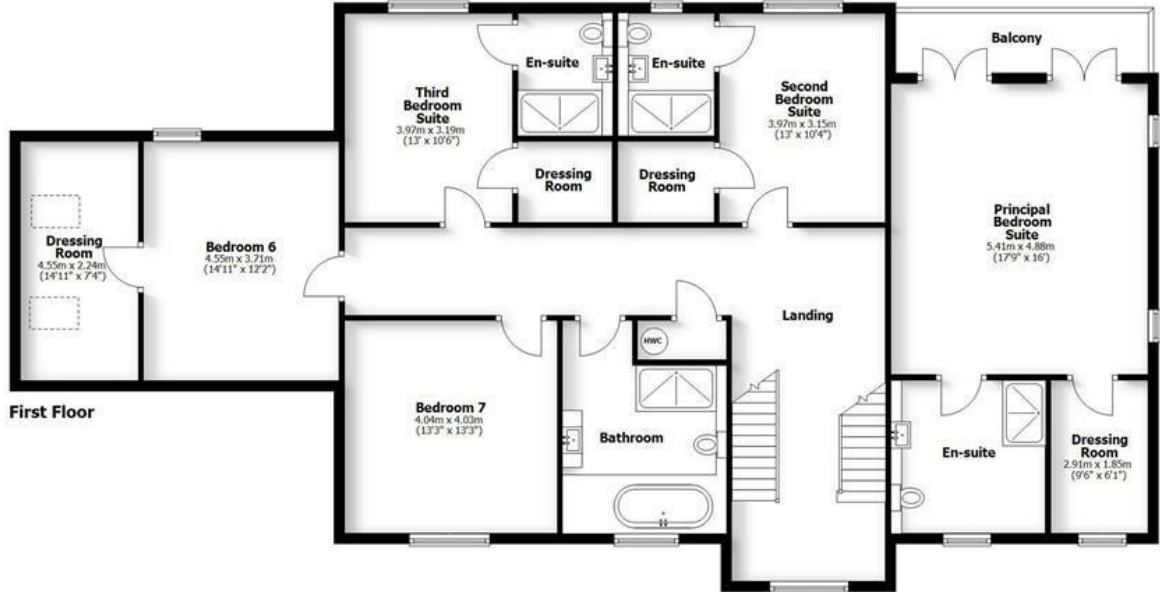 Balcony
En-suite
En-suite
Third
Bedroom
Suite
3.97m x 3.19m
(13' x 10'6")
Second
Bedroom
Suite
3.97m x 3.15m
(13' x 10'4")
Dressing
Room
Dressing
Room
Principal
Bedroom
Suite
5.41m x 4.88m
(17'9" x 16')
Dressing
Room
4.55m x 2.24m
(14'11" x 7'4")
Bedroom 6
4.55m x 3.71m
(14'11" x 12'2")
Landing
HWC
First Floor
Bedroom 7
4.04m x 4.03m
(13'3" x 13'3")
Bathroom
En-suite
Dressing
Room
2.91m x 1.85m
(9'6" x 6'1")